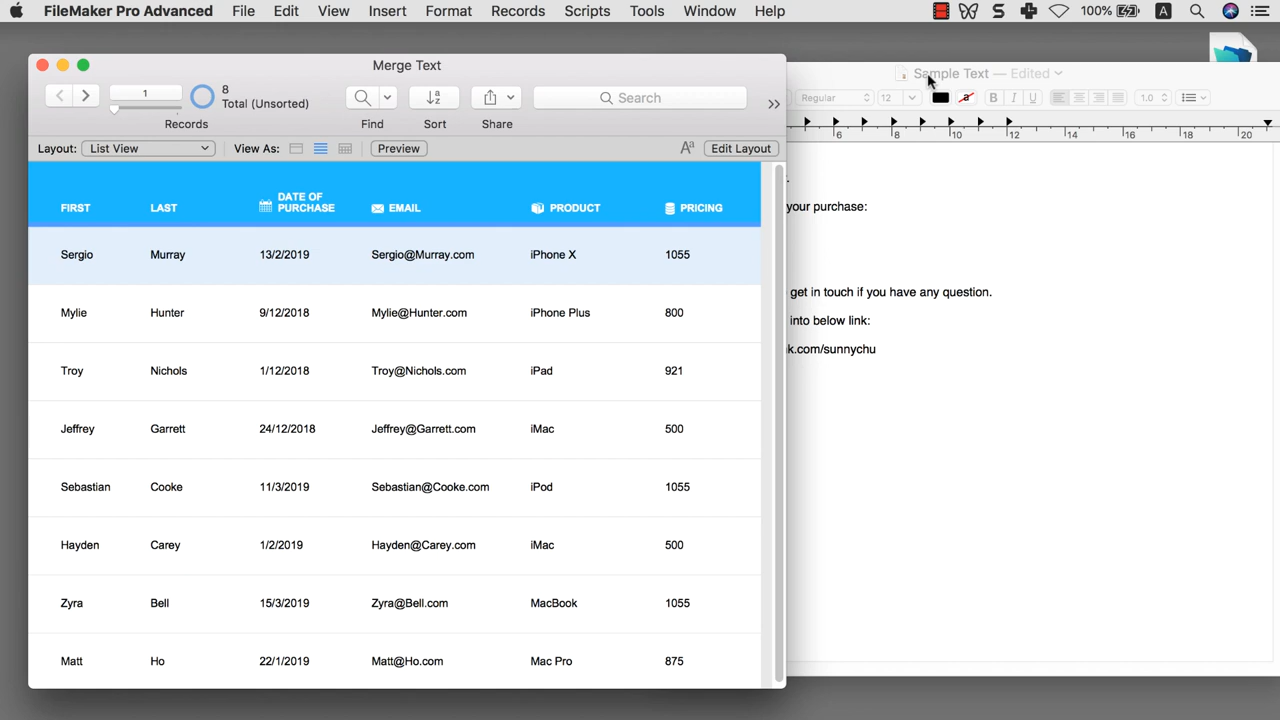 FileMaker Pro Advanced File Edit View Insert Format Records Scripts Tools Window Help 100% A
Merge Text
1
8
Total (Unsorted)
Search
Records Find Sort Share
Layout: List View View As: Preview Aª Edit Layout
FIRST LAST DATE OF PURCHASE EMAIL PRODUCT PRICING
Sergio Murray 13/2/2019 Sergio@Murray.com iPhone X 1055
Mylie Hunter 9/12/2018 Mylie@Hunter.com iPhone Plus 800
Troy Nichols 1/12/2018 Troy@Nichols.com iPad 921
Jeffrey Garrett 24/12/2018 Jeffrey@Garrett.com iMac 500
Sebastian Cooke 11/3/2019 Sebastian@Cooke.com iPod 1055
Hayden Carey 1/2/2019 Hayden@Carey.com iMac 500
Zyra Bell 15/3/2019 Zyra@Bell.com MacBook 1055
Matt Ho 22/1/2019 Matt@Ho.com Mac Pro 875
Sample Text — Edited
Regular 12 a B I U 1.0
6 8 10 12 14 16 18 20
.
your purchase:
get in touch if you have any question.
into below link:
k.com/sunnychu